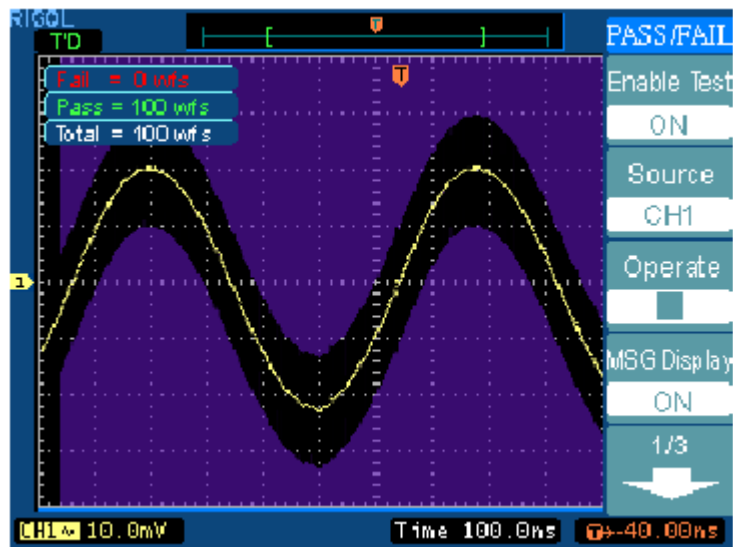 RIGOL
T'D
T
PASS/FAIL
Fail = 0 wfs
Pass = 100 wfs
Total = 100 wfs
T
Enable Test
ON
Source
CH1
Operate
1
MSG Display
ON
1/3
CH1 10.0mV
Time 100.0ns
T→-40.00ns